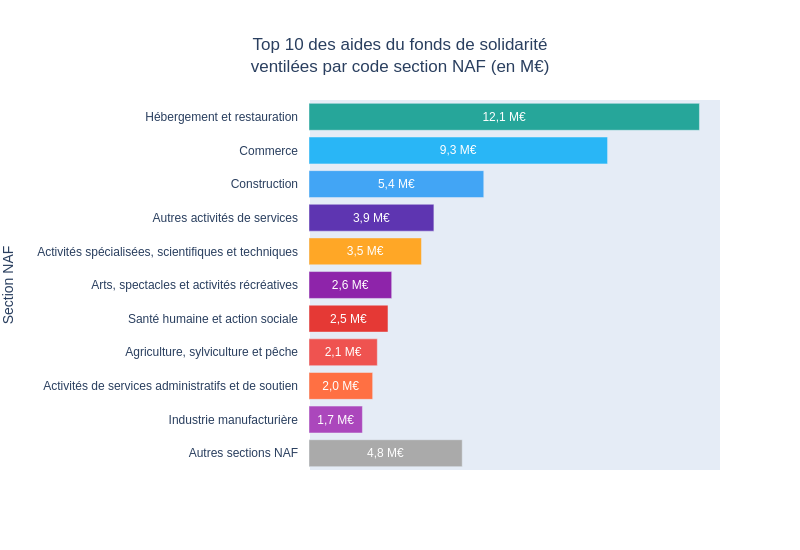 Top 10 des aides du fonds de solidarité
ventilées par code section NAF (en M€)
Section NAF
Hébergement et restauration 12,1 M€
Commerce 9,3 M€
Construction 5,4 M€
Autres activités de services 3,9 M€
Activités spécialisées, scientifiques et techniques 3,5 M€
Arts, spectacles et activités récréatives 2,6 M€
Santé humaine et action sociale 2,5 M€
Agriculture, sylviculture et pêche 2,1 M€
Activités de services administratifs et de soutien 2,0 M€
Industrie manufacturière 1,7 M€
Autres sections NAF 4,8 M€